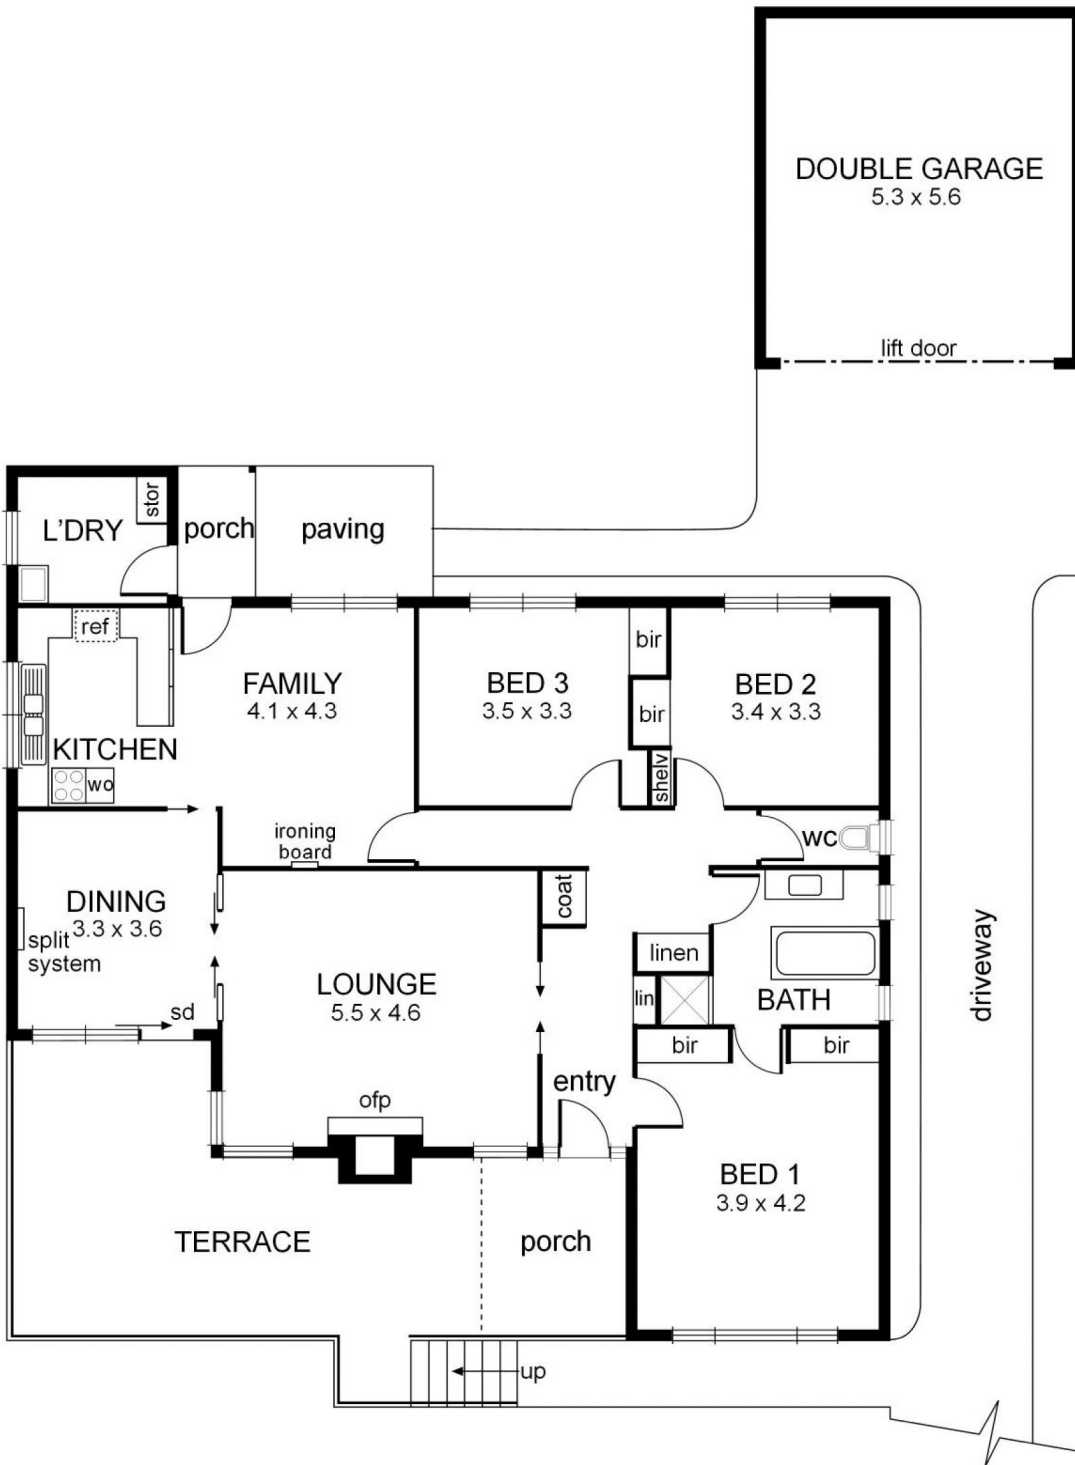 DOUBLE GARAGE
5.3 x 5.6
lift door
stor
L'DRY
porch
paving
ref
bir
FAMILY
4.1 x 4.3
BED 3
3.5 x 3.3
BED 2
3.4 x 3.3
bir
KITCHEN
wo
shelv
ironing
board
wc
DINING
3.3 x 3.6
split
system
coat
linen
LOUNGE
5.5 x 4.6
lin
BATH
driveway
sd
bir
bir
entry
ofp
BED 1
3.9 x 4.2
TERRACE
porch
up